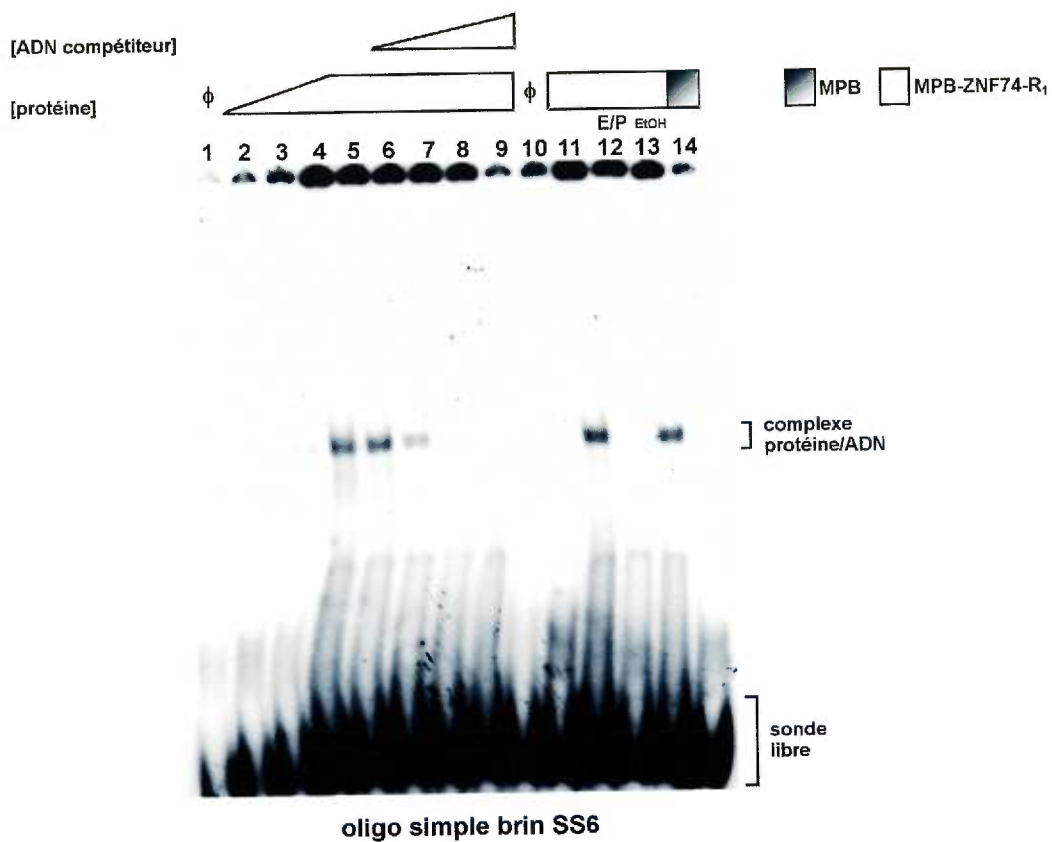 [ADN compétiteur]
[protéine]
ϕ
ϕ
MPB
MPB-ZNF74-R₁
E/P EtOH
1 2 3 4 5 6 7 8 9 10 11 12 13 14
complexe
protéine/ADN
sonde
libre
oligo simple brin SS6